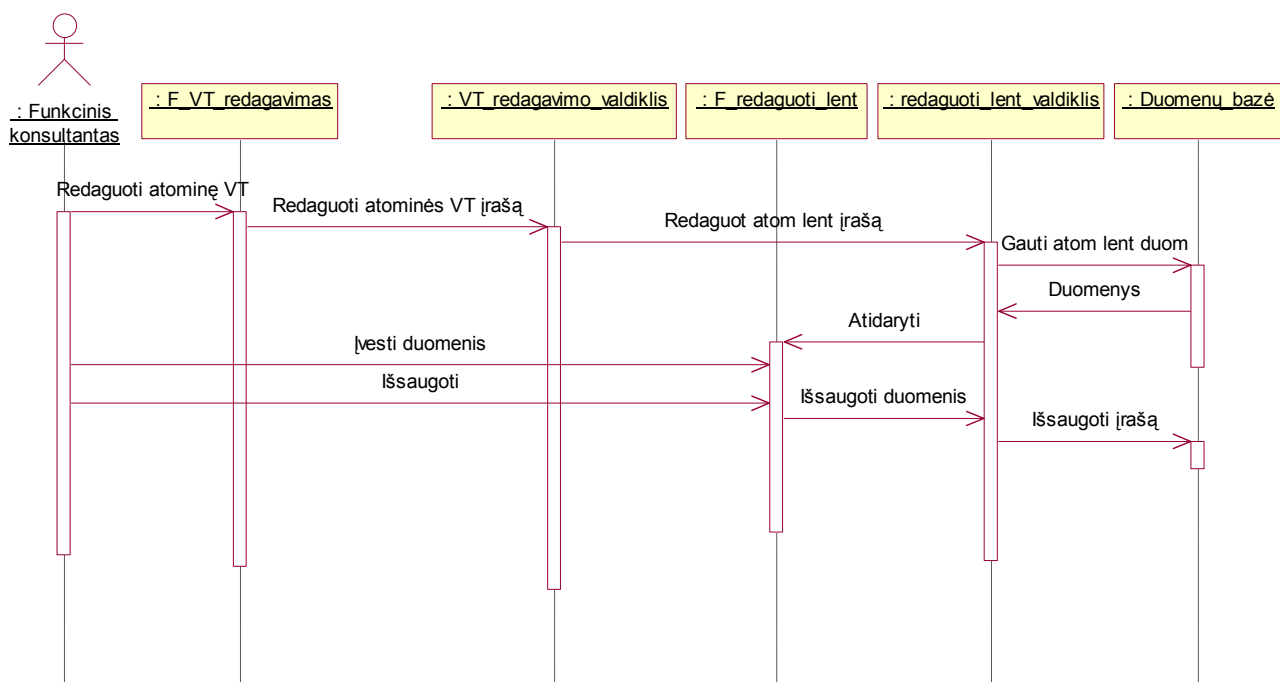 : Funkcinis
konsultantas
: F_VT_redagavimas
: VT_redagavimo_valdiklis
: F_redaguoti_lent
: redaguoti_lent_valdiklis
: Duomenų_bazė
Redaguoti atominę VT
Redaguoti atominės VT įrašą
Redaguot atom lent įrašą
Gauti atom lent duom
Duomenys
Atidaryti
Įvesti duomenis
Išsaugoti
Išsaugoti duomenis
Išsaugoti įrašą